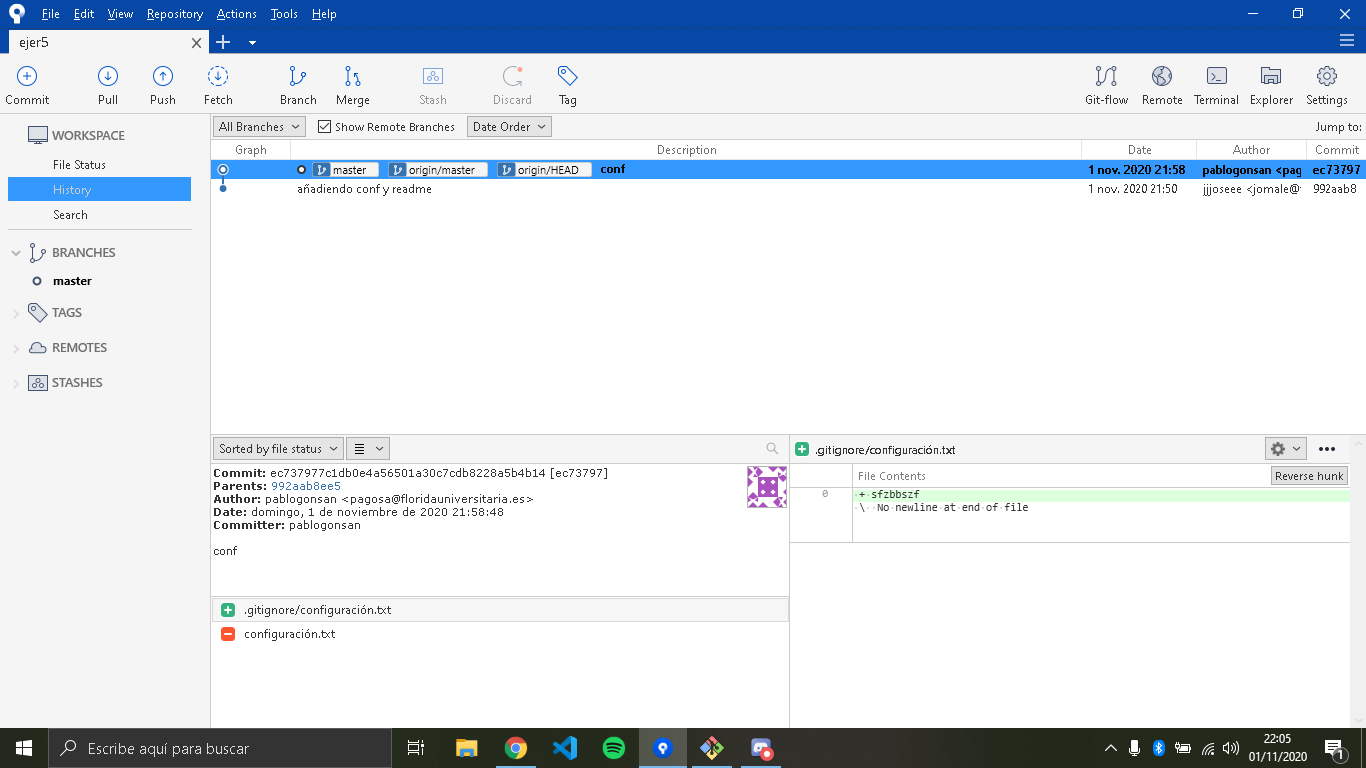 File Edit View Repository Actions Tools Help
ejer5
Commit Pull Push Fetch Branch Merge Stash Discard Tag Git-flow Remote Terminal Explorer Settings
WORKSPACE
File Status
History
Search
BRANCHES
master
TAGS
REMOTES
STASHES
All Branches Show Remote Branches Date Order Jump to:
Graph Description Date Author Commit
master origin/master origin/HEAD conf 1 nov. 2020 21:58 pablogonsan <pag ec73797
añadiendo conf y readme 1 nov. 2020 21:50 jjjoseee <jomale@ 992aab8
Sorted by file status
Commit: ec737977c1db0e4a56501a30c7cdb8228a5b4b14 [ec73797]
Parents: 992aab8ee5
Author: pablogonsan <pagosa@floridauniversitaria.es>
Date: domingo, 1 de noviembre de 2020 21:58:48
Committer: pablogonsan
conf
.gitignore/configuración.txt
configuración.txt
.gitignore/configuración.txt
File Contents Reverse hunk
0 + sfzbbszf
\ No newline at end of file
Escribe aquí para buscar
22:05
01/11/2020
1